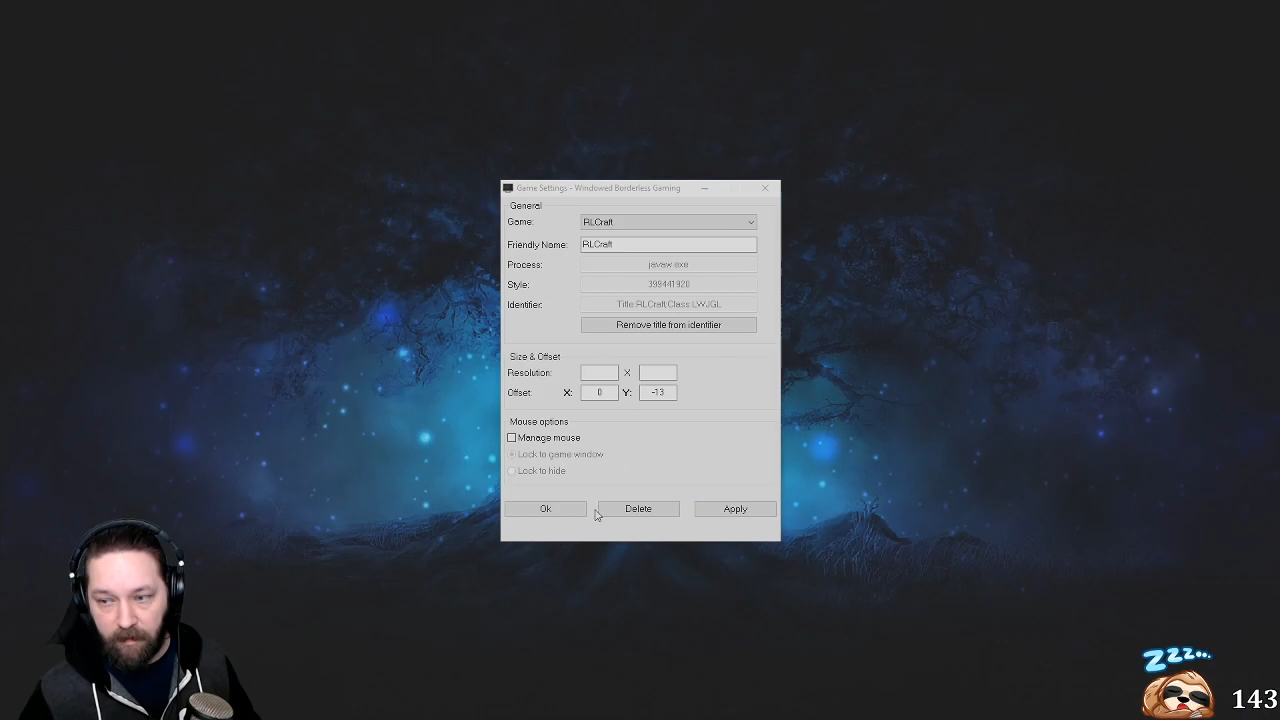 Game Settings - Windowed Borderless Gaming
General
Game: RLCraft
Friendly Name: RLCraft
Process: javaw.exe
Style: 399441920
Identifier: Title:RLCraft;Class:LWJGL
Remove title from identifier
Size & Offset
Resolution: X
Offset: X: 0 Y: -13
Mouse options
Manage mouse
Lock to game window
Lock to hide
Ok Delete Apply
ZZZ...
143